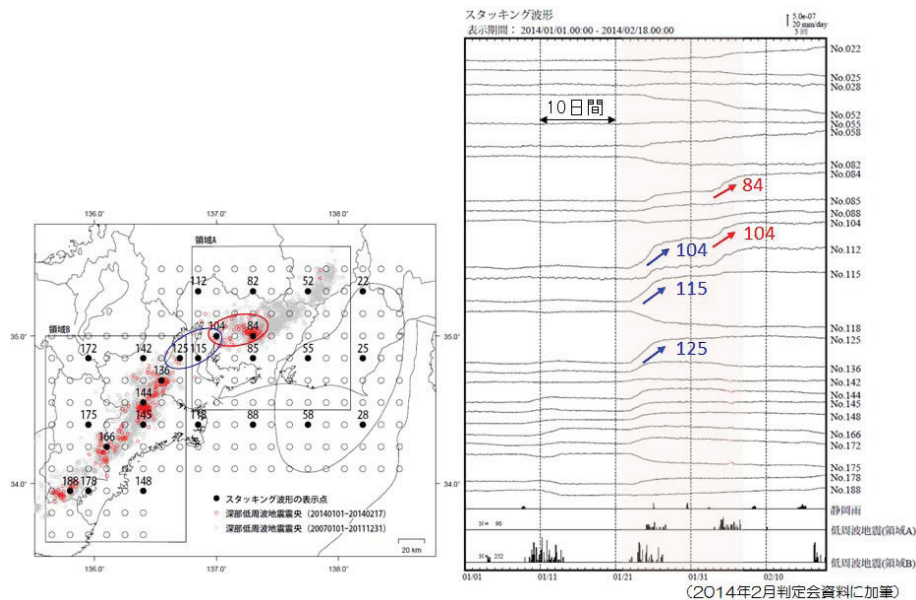 136.0°
137.0°
138.0°
領域A
112
82
52
22
35.0°
35.0°
104
84
領域B
172
142
125
115
85
55
25
136
144
175
145
118
88
58
28
166
34.0°
34.0°
188
178
148
スタッキング波形の表示点
深部低周波地震震央（20140101-20140217）
深部低周波地震震央（20070101-20111231）
20 km
136.0°
137.0°
138.0°
スタッキング波形
表示期間： 2014/01/01.00:00 - 2014/02/18.00:00
5.0e-07
20 mm/day
5 回
No.022
No.025
No.028
10日間
No.052
No.055
No.058
No.082
No.084
84
No.085
No.088
No.104
104
104
No.112
No.115
115
No.118
No.125
125
No.136
No.142
No.144
No.145
No.148
No.166
No.172
No.175
No.178
No.188
静岡雨
低周波地震(領域A)
低周波地震(領域B)
01/01
01/11
01/21
01/31
02/10
（2014年2月判定会資料に加筆）